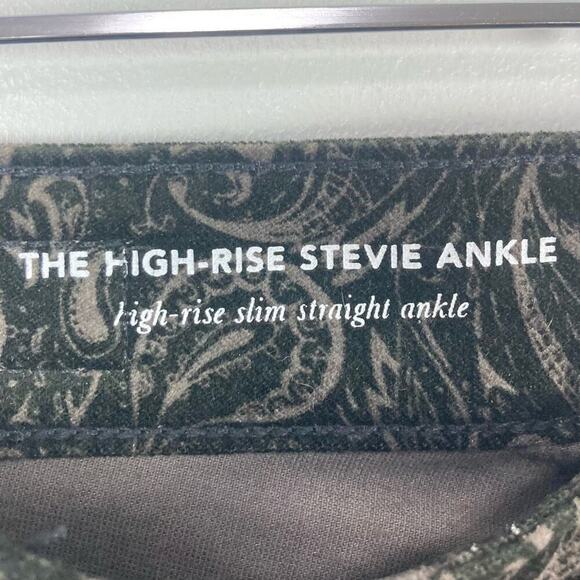 THE HIGH-RISE STEVIE ANKLE
high-rise slim straight ankle